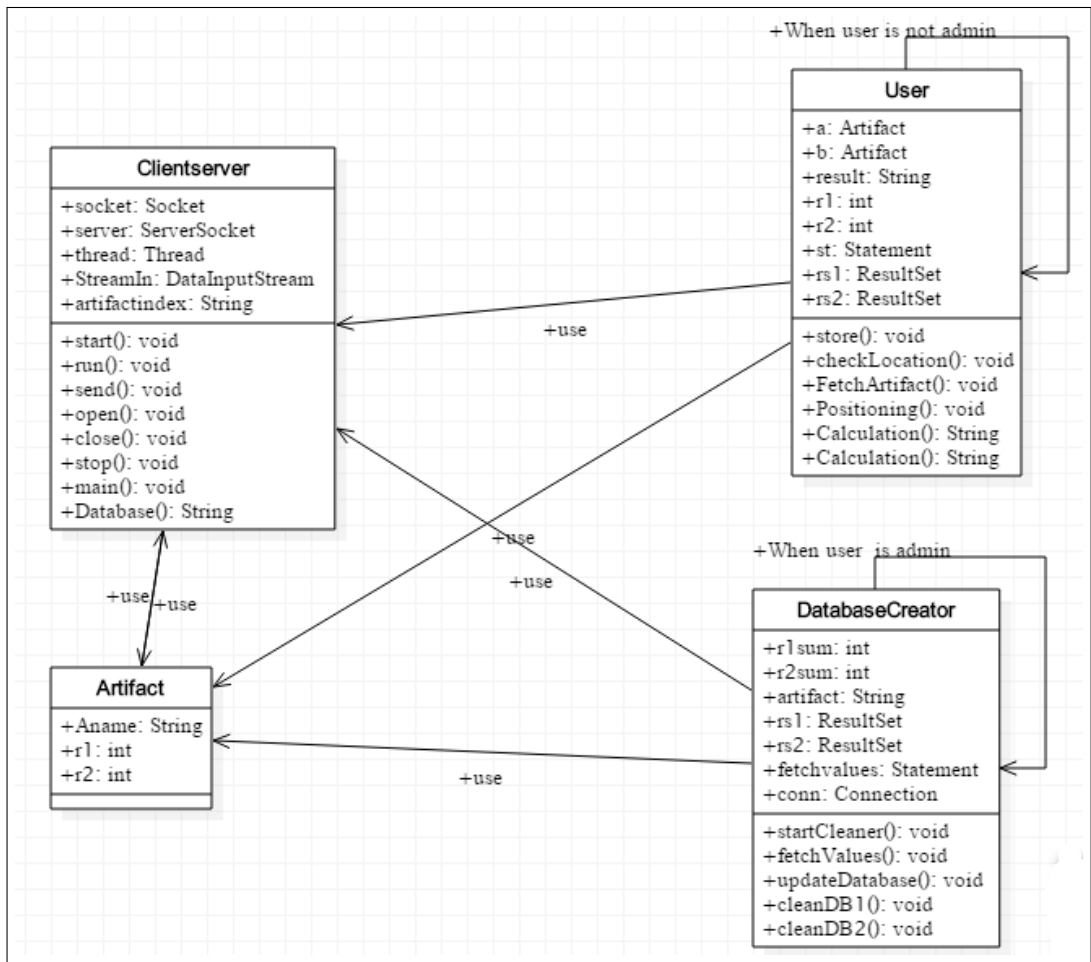 Clientserver
+socket: Socket
+server: ServerSocket
+thread: Thread
+StreamIn: DataInputStream
+artifactindex: String
+start(): void
+run(): void
+send(): void
+open(): void
+close(): void
+stop(): void
+main(): void
+Database(): String
+When user is not admin
User
+a: Artifact
+b: Artifact
+result: String
+r1: int
+r2: int
+st: Statement
+rs1: ResultSet
+rs2: ResultSet
+store(): void
+checkLocation(): void
+FetchArtifact(): void
+Positioning(): void
+Calculation(): String
+Calculation(): String
+use
+use
+use
+use
+use
Artifact
+Aname: String
+r1: int
+r2: int
+use
+When user  is admin
DatabaseCreator
+r1sum: int
+r2sum: int
+artifact: String
+rs1: ResultSet
+rs2: ResultSet
+fetchvalues: Statement
+conn: Connection
+startCleaner(): void
+fetchValues(): void
+updateDatabase(): void
+cleanDB1(): void
+cleanDB2(): void